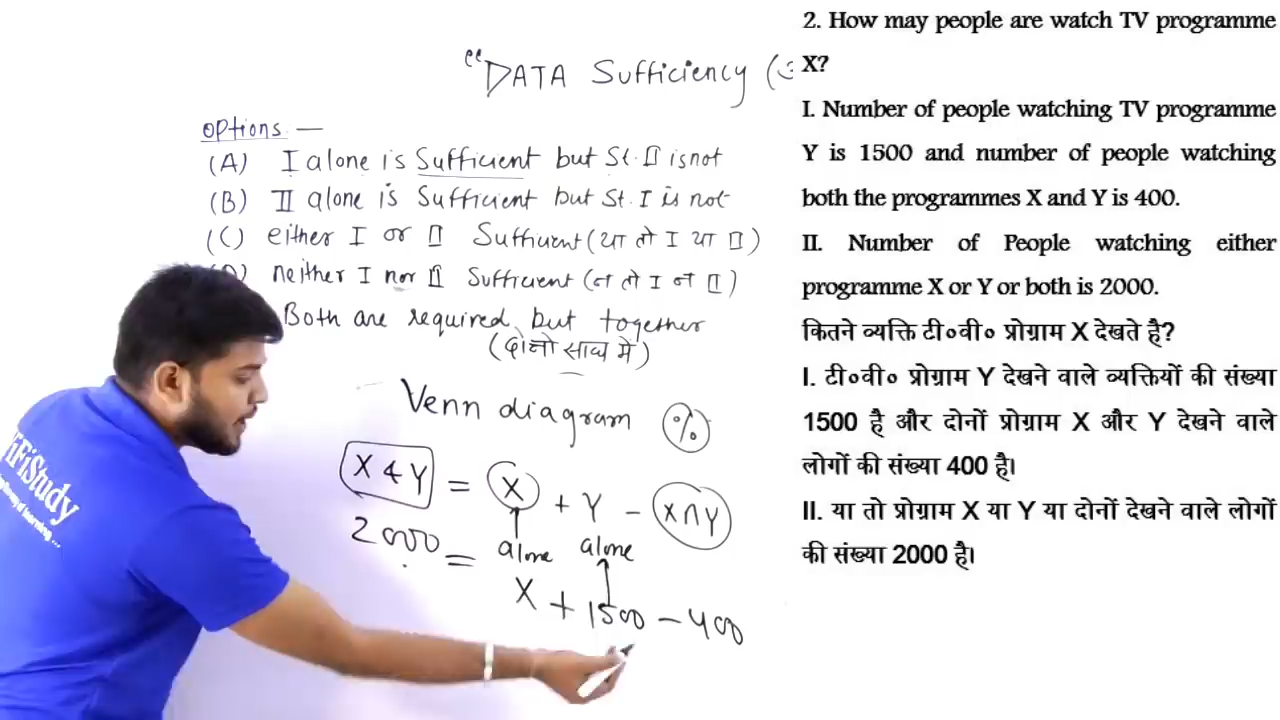 "DATA Sufficiency (
options —
(A) I alone is Sufficient but St. II is not
(B) II alone is Sufficient but St. I is not
(C) either I or II Sufficient (या तो I या II)
neither I nor II Sufficient (न तो I न II)
Both are required but together
(दोनो साथ में)
Venn diagram %
X & Y = X + Y - X∩Y
2000 = alone alone
X + 1500 - 400
iFiStudy
2. How may people are watch TV programme
X?
I. Number of people watching TV programme
Y is 1500 and number of people watching
both the programmes X and Y is 400.
II. Number of People watching either
programme X or Y or both is 2000.
कितने व्यक्ति टी०वी० प्रोग्राम X देखते है?
I. टी०वी० प्रोग्राम Y देखने वाले व्यक्तियों की संख्या
1500 है और दोनों प्रोग्राम X और Y देखने वाले
लोगों की संख्या 400 है।
II. या तो प्रोग्राम X या Y या दोनों देखने वाले लोगों
की संख्या 2000 है।